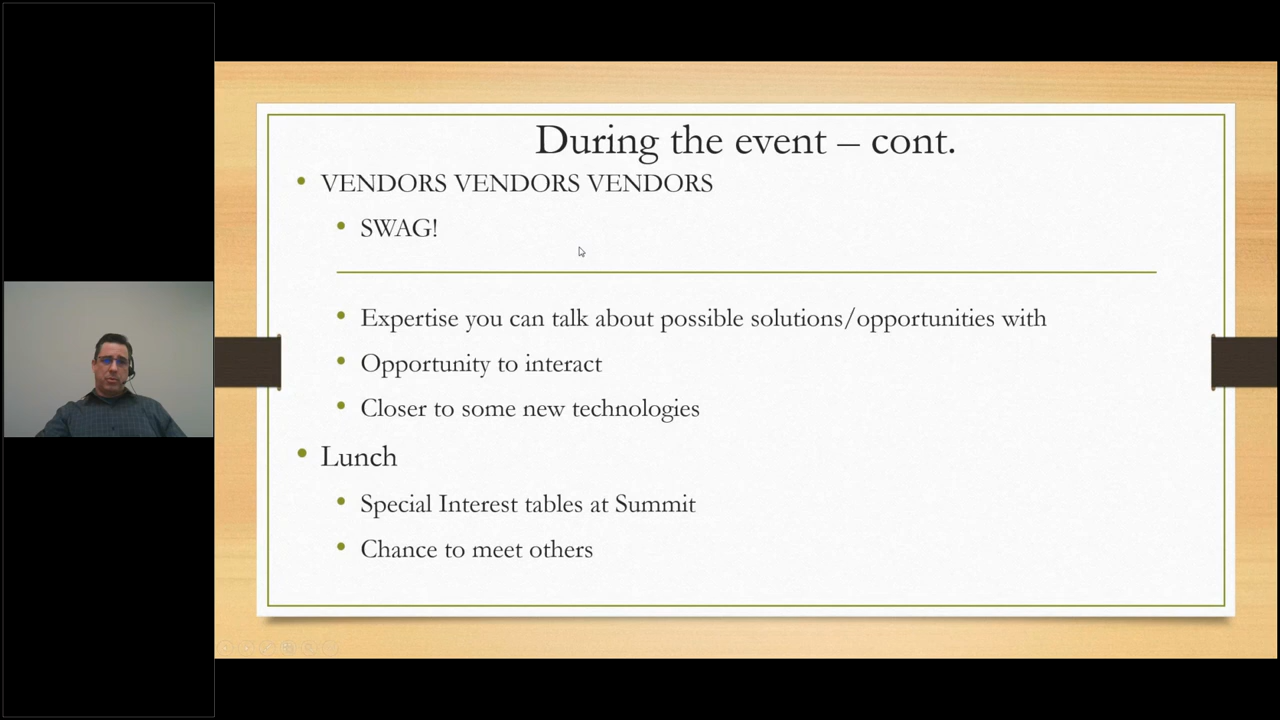 During the event – cont.
VENDORS VENDORS VENDORS
SWAG!
Expertise you can talk about possible solutions/opportunities with
Opportunity to interact
Closer to some new technologies
Lunch
Special Interest tables at Summit
Chance to meet others